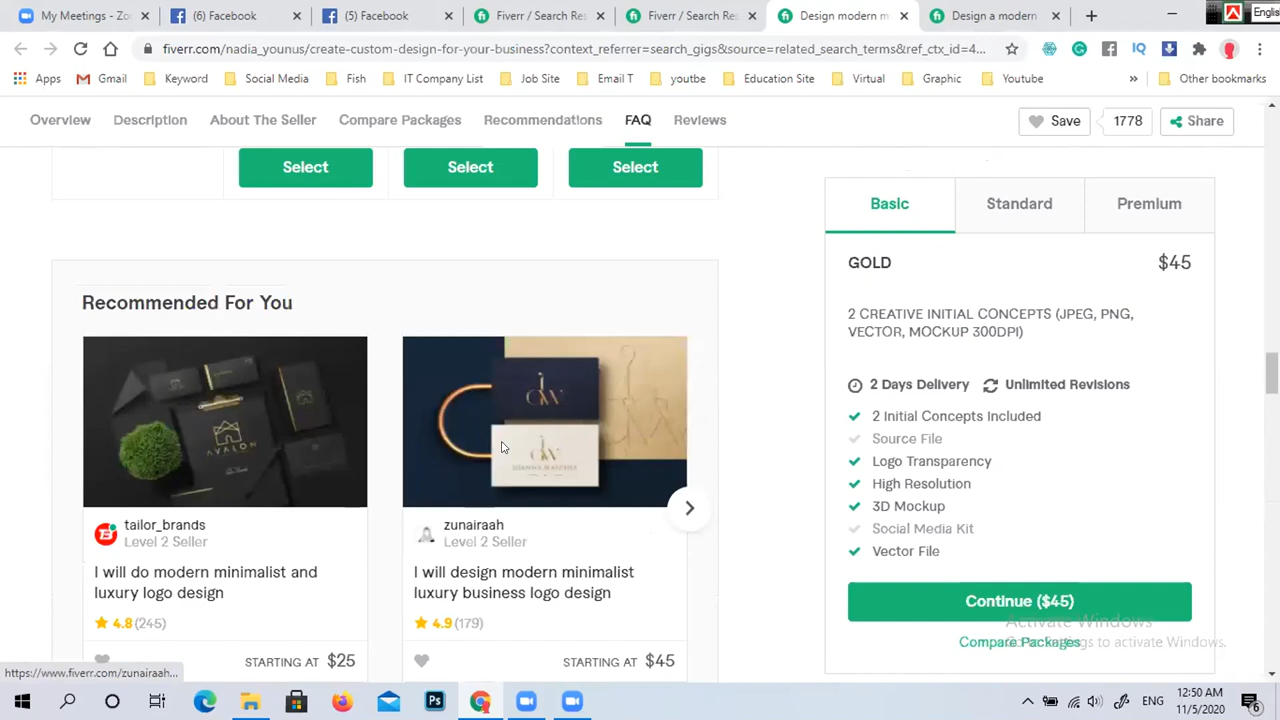 My Meetings - Zo
(6) Facebook
(5) Facebook
Fiverr
Fiverr / Search Re
Design modern m
Design a modern
English
fiverr.com/nadia_younus/create-custom-design-for-your-business?context_referrer=search_gigs&source=related_search_terms&ref_ctx_id=4...
Apps
Gmail
Keyword
Social Media
Fish
IT Company List
Job Site
Email T
youtbe
Education Site
Virtual
Graphic
Youtube
Other bookmarks
Overview
Description
About The Seller
Compare Packages
Recommendations
FAQ
Reviews
Save
1778
Share
Select
Select
Select
Basic
Standard
Premium
GOLD
$45
2 CREATIVE INITIAL CONCEPTS (JPEG, PNG,
VECTOR, MOCKUP 300DPI)
2 Days Delivery
Unlimited Revisions
2 Initial Concepts Included
Source File
Logo Transparency
High Resolution
3D Mockup
Social Media Kit
Vector File
Continue ($45)
Compare Packages
Activate Windows
to activate Windows.
Recommended For You
AVALON
tailor_brands
Level 2 Seller
I will do modern minimalist and
luxury logo design
4.8 (245)
STARTING AT $25
zunairaah
Level 2 Seller
I will design modern minimalist
luxury business logo design
4.9 (179)
STARTING AT $45
https://www.fiverr.com/zunairaah...
Ps
ENG
12:50 AM
11/5/2020
6